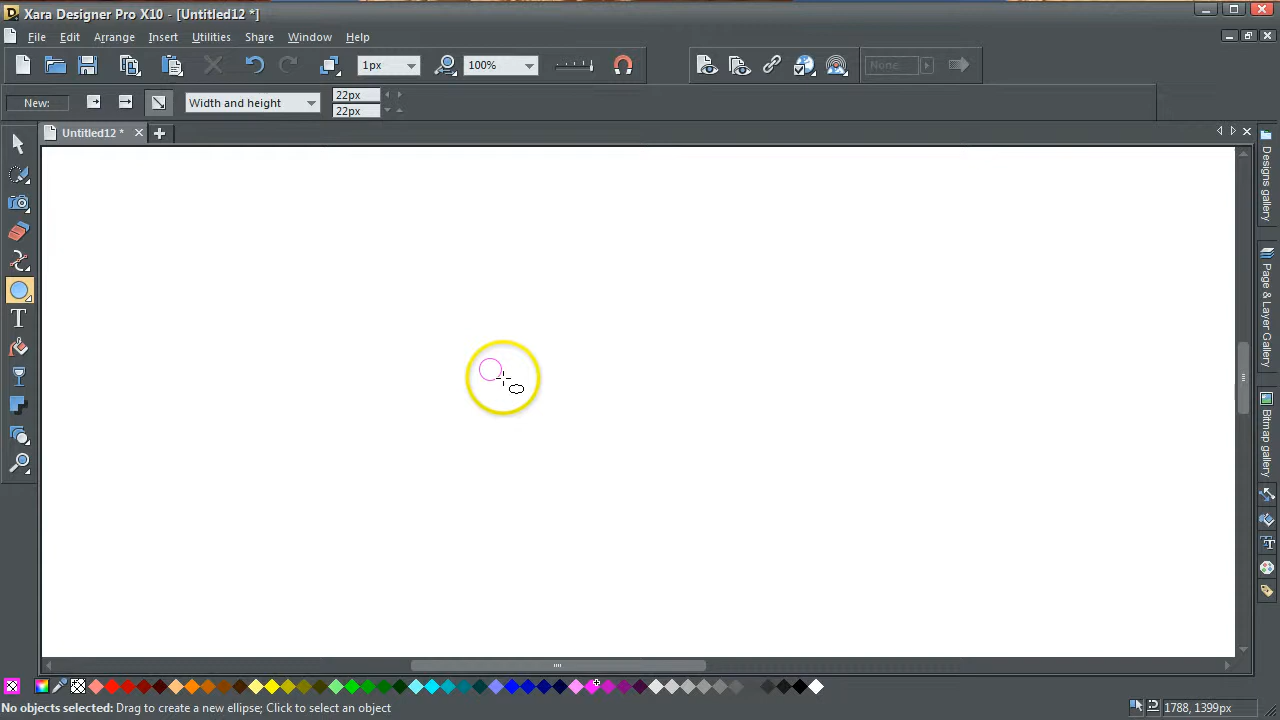 Xara Designer Pro X10 - [Untitled12 *]
File Edit Arrange Insert Utilities Share Window Help
1px 100% None
New: Width and height 22px
22px
Untitled12 *
Designs gallery
Page & Layer Gallery
Bitmap gallery
No objects selected: Drag to create a new ellipse; Click to select an object 1788, 1399px